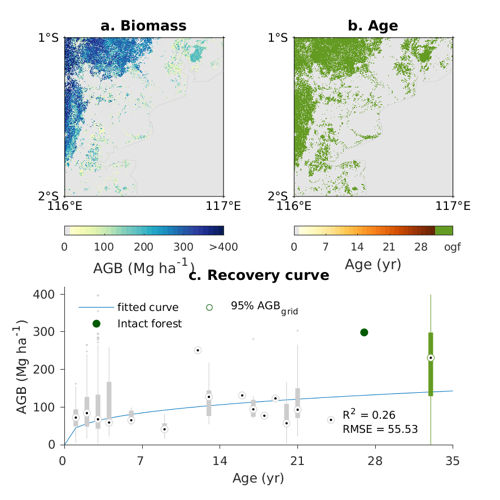 a. Biomass
b. Age
1°S
2°S
116°E 117°E
1°S
2°S
116°E 117°E
0 100 200 300 >400
AGB (Mg ha-1)
0 7 14 21 28 ogf
Age (yr)
c. Recovery curve
AGB (Mg ha-1)
400
300
200
100
0
fitted curve
Intact forest
95% AGBgrid
R2 = 0.26
RMSE = 55.53
0 7 14 21 28 35
Age (yr)